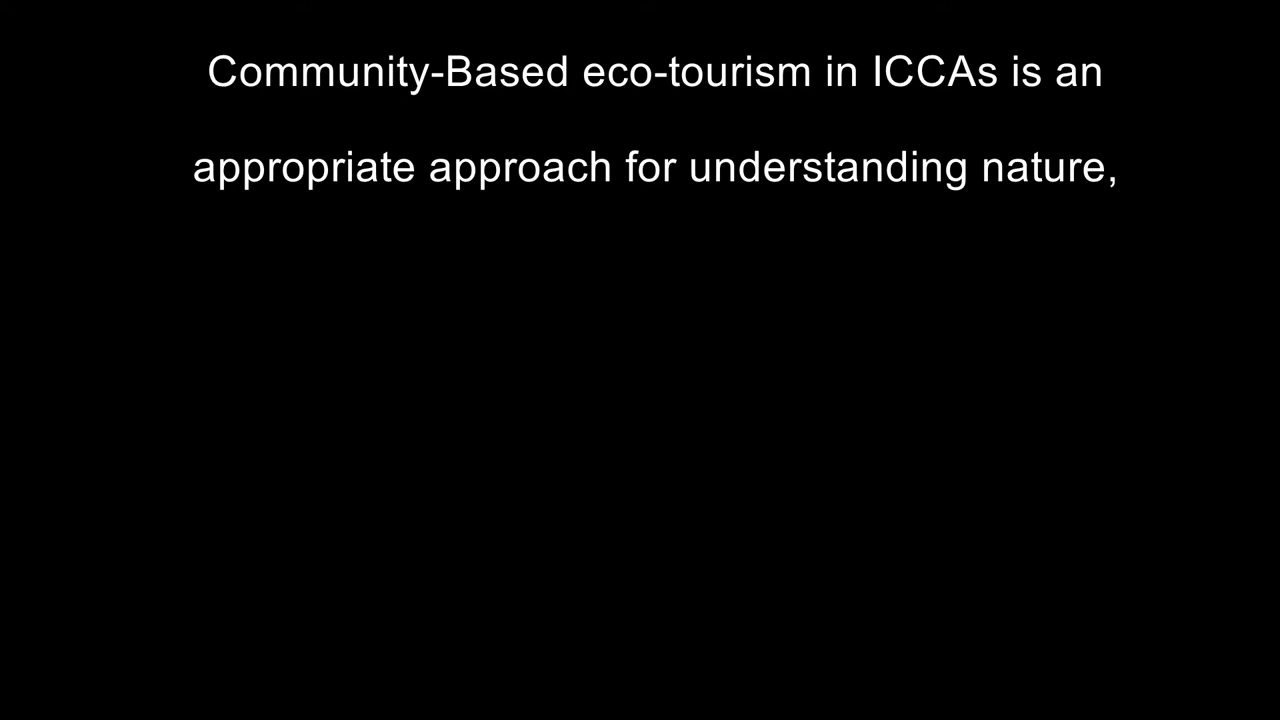 Community-Based eco-tourism in ICCAs is an
appropriate approach for understanding nature,